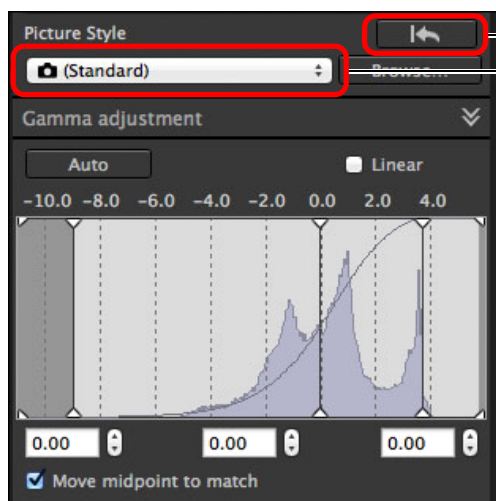 Picture Style
(Standard)
Browse...
Gamma adjustment
Auto
Linear
-10.0 -8.0 -6.0 -4.0 -2.0 0.0 2.0 4.0
0.00 0.00 0.00
Move midpoint to match